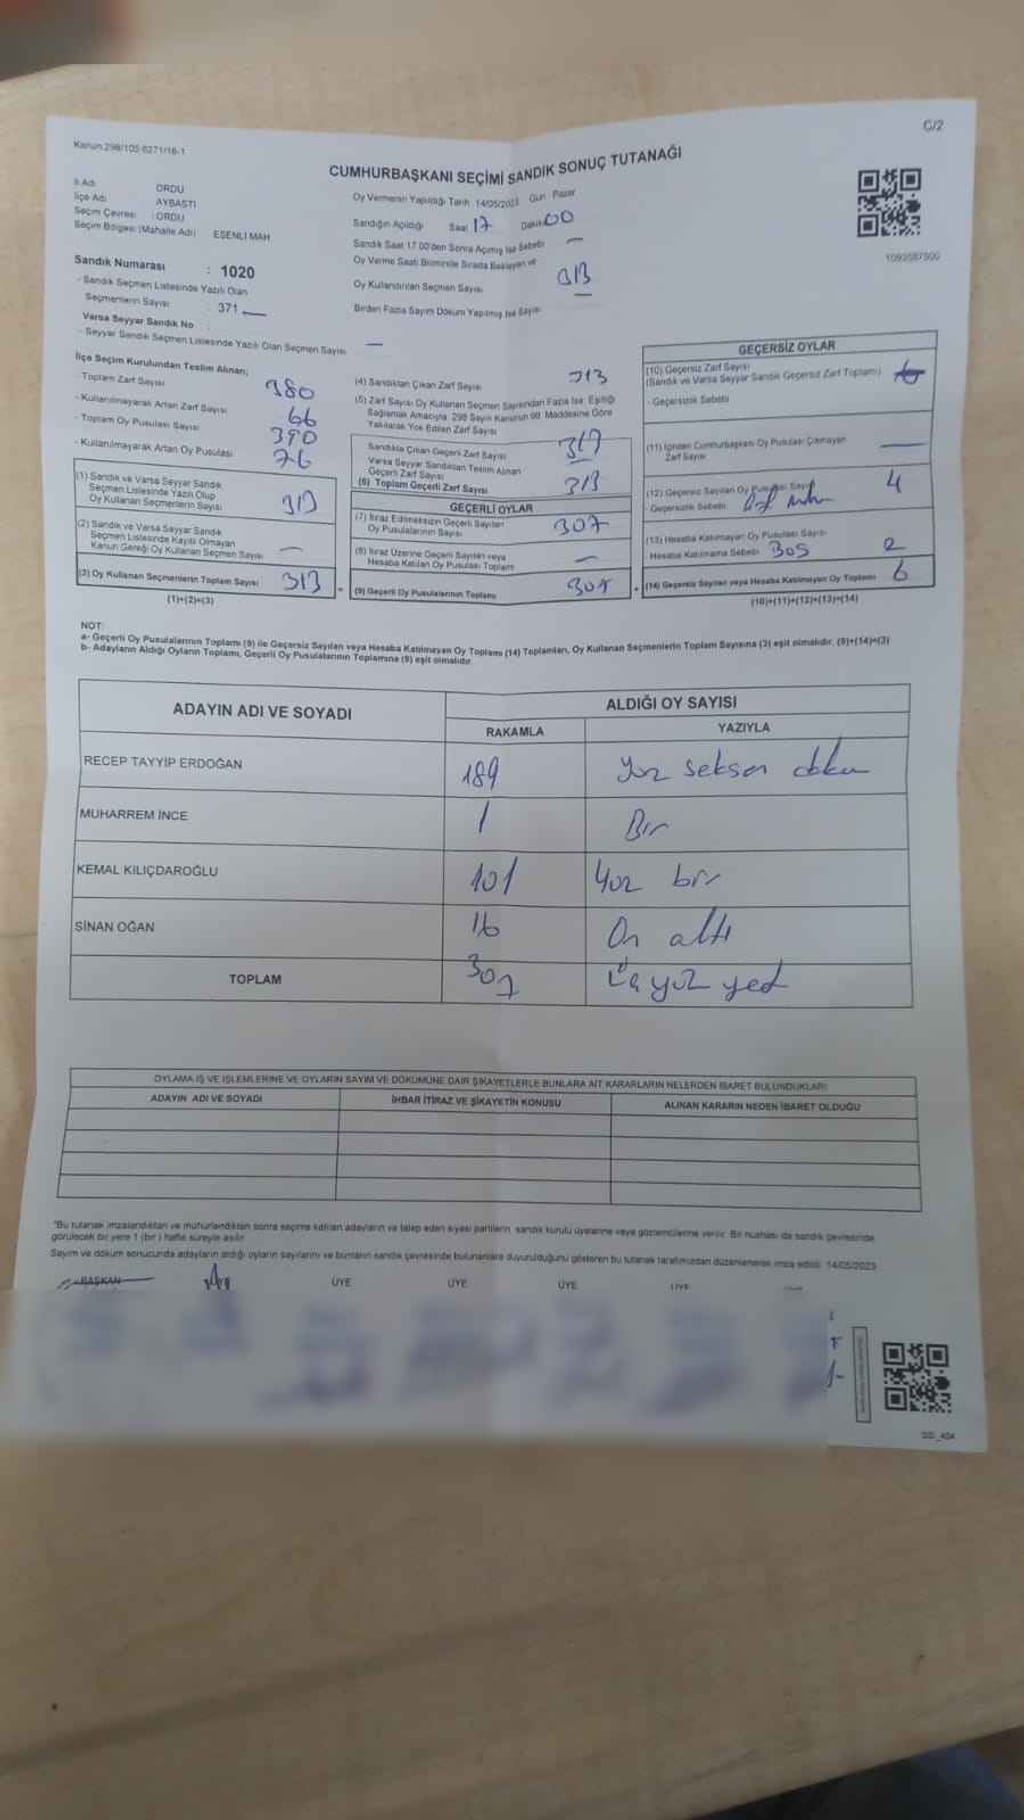 C/2
Kanun 298/105 6271/16-1
CUMHURBAŞKANI SEÇİMİ SANDIK SONUÇ TUTANAĞI
İl Adı ORDU
İlçe Adı AYBASTI
Seçim Çevresi : ORDU
Seçim Bölgesi (Mahalle Adı) ESENLİ MAH
Sandık Numarası : 1020
- Sandık Seçmen Listesinde Yazılı Olan
Seçmenlerin Sayısı 371
Varsa Seyyar Sandık No
- Seyyar Sandık Seçmen Listesinde Yazılı Olan Seçmen Sayısı —
Oy Vermenin Yapıldığı Tarih 14/05/2023 Gün Pazar
Sandığın Açıldığı Saat 17 Dakika 00
Sandık Saat 17.00'den Sonra Açılmış İse Sebebi —
Oy Verme Saati Bitiminde Sırada Bekleyen ve
Oy Kullandırılan Seçmen Sayısı 313
Birden Fazla Sayım Döküm Yapılmış İse Sayısı —
1093087500
İlçe Seçim Kurulundan Teslim Alınan;
- Toplam Zarf Sayısı 380
- Kullanılmayarak Artan Zarf Sayısı 66
- Toplam Oy Pusulası Sayısı 390
- Kullanılmayarak Artan Oy Pusulası 76
(1) Sandık ve Varsa Seyyar Sandık
Seçmen Listesinde Yazılı Olup
Oy Kullanan Seçmenlerin Sayısı 313
(2) Sandık ve Varsa Seyyar Sandık
Seçmen Listesinde Kayıtlı Olmayan
Kanun Gereği Oy Kullanan Seçmen Sayısı —
(3) Oy Kullanan Seçmenlerin Toplam Sayısı 313
(1)+(2)=(3)
(4) Sandıktan Çıkan Zarf Sayısı 313
(5) Zarf Sayısı Oy Kullanan Seçmen Sayısından Fazla İse; Eşitliği
Sağlamak Amacıyla, 298 Sayılı Kanunun 98. Maddesine Göre
Yakılarak Yok Edilen Zarf Sayısı
Sandıkta Çıkan Geçerli Zarf Sayısı
Varsa Seyyar Sandıktan Teslim Alınan
Geçerli Zarf Sayısı
(6) Toplam Geçerli Zarf Sayısı 313
GEÇERLİ OYLAR
(7) İtiraz Edilmeksizin Geçerli Sayılan
Oy Pusulalarının Sayısı 307
(8) İtiraz Üzerine Geçerli Sayılan veya
Hesaba Katılan Oy Pusulası Toplamı —
(9) Geçerli Oy Pusulalarının Toplamı 307
GEÇERSİZ OYLAR
(10) Geçersiz Zarf Sayısı
(Sandık ve Varsa Seyyar Sandık Geçersiz Zarf Toplamı)
- Geçersizlik Sebebi
(11) İçinden Cumhurbaşkanı Oy Pusulası Çıkmayan
Zarf Sayısı —
(12) Geçersiz Sayılan Oy Pusulası Sayısı 4
Geçersizlik Sebebi
(13) Hesaba Katılmayan Oy Pusulası Sayısı 2
Hesaba Katılmama Sebebi
(14) Geçersiz Sayılan veya Hesaba Katılmayan Oy Toplamı 6
(10)+(11)+(12)+(13)=(14)
NOT:
a- Geçerli Oy Pusulalarının Toplamı (9) ile Geçersiz Sayılan veya Hesaba Katılmayan Oy Toplamı (14) Toplamları, Oy Kullanan Seçmenlerin Toplam Sayısına (3) eşit olmalıdır. (9)+(14)=(3)
b- Adayların Aldığı Oyların Toplamı, Geçerli Oy Pusulalarının Toplamına (9) eşit olmalıdır.
ADAYIN ADI VE SOYADI ALDIĞI OY SAYISI
RAKAMLA YAZIYLA
RECEP TAYYİP ERDOĞAN 189 Yüz seksen dokuz
MUHARREM İNCE 1 Bir
KEMAL KILIÇDAROĞLU 101 Yüz bir
SİNAN OĞAN 16 On altı
TOPLAM 307 Üç yüz yedi
OYLAMA İŞ VE İŞLEMLERİNE VE OYLARIN SAYIM VE DÖKÜMÜNE DAİR ŞİKAYETLERLE BUNLARA AİT KARARLARIN NELERDEN İBARET BULUNDUKLARI
ADAYIN ADI VE SOYADI İHBAR İTİRAZ VE ŞİKAYETİN KONUSU ALINAN KARARIN NEDEN İBARET OLDUĞU
"Bu tutanak imzalandıktan ve mühürlendikten sonra seçime katılan adayların ve talep eden siyasi partilerin sandık kurulu üyelerine veya gözlemcilerine verilir. Bir nüshası da sandık çevresinde
görülecek bir yere 1 (bir) hafta süreyle asılır.
Sayım ve döküm sonucunda adayların aldığı oyların sayılarını ve bunların sandık çevresinde bulunanlara duyurulduğunu gösteren bu tutanak tarafımızdan düzenlenerek imza edildi. 14/05/2023
BAŞKAN ÜYE ÜYE ÜYE ÜYE